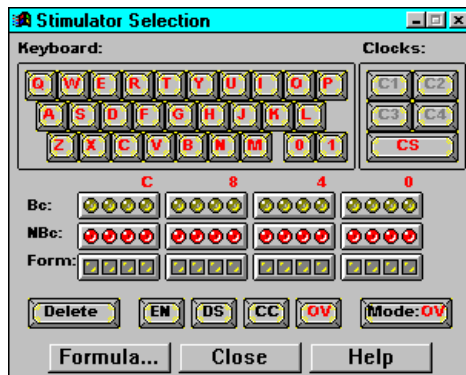 Stimulator Selection
Keyboard: Clocks:
Q W E R T Y U I O P C1 C2
A S D F G H J K L C3 C4
Z X C V B N M 0 1 CS
C 8 4 0
Bc:
NBc:
Form:
Delete EN DS CC OV Mode:OV
Formula... Close Help